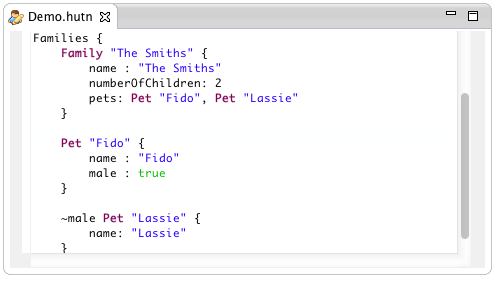 Demo.hutn
Families {
    Family "The Smiths" {
        name : "The Smiths"
        numberOfChildren: 2
        pets: Pet "Fido", Pet "Lassie"
    }
    Pet "Fido" {
        name : "Fido"
        male : true
    }
    ~male Pet "Lassie" {
        name: "Lassie"
    }